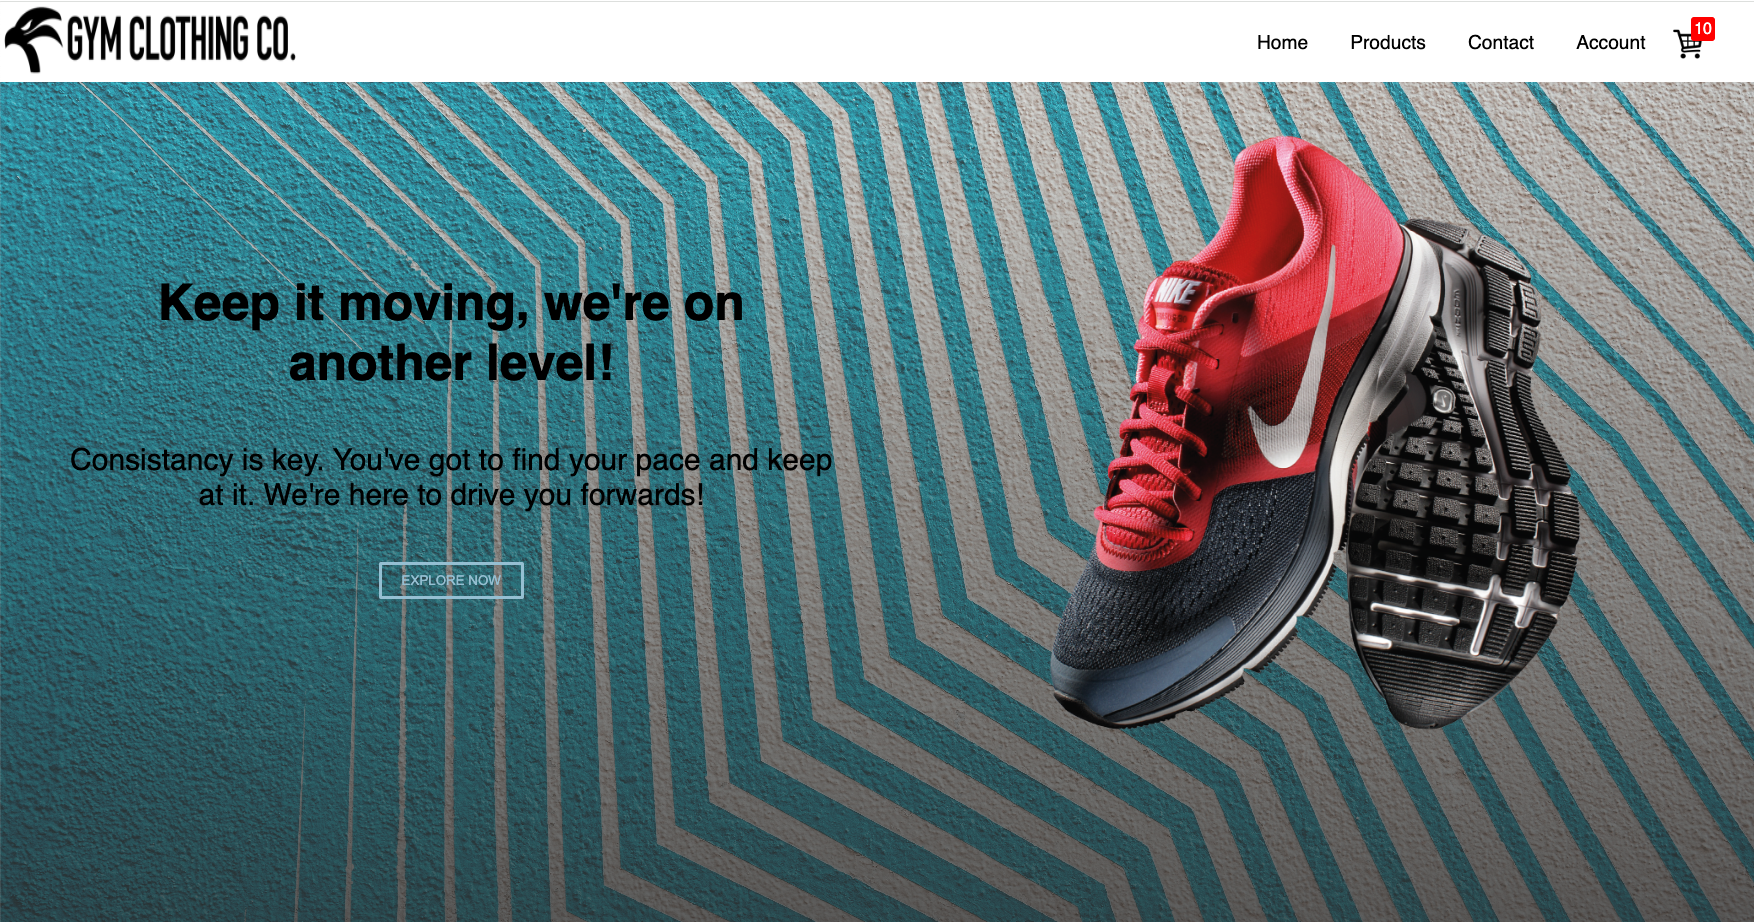 GYM CLOTHING CO.
Home
Products
Contact
Account
10
Keep it moving, we're on
another level!
Consistancy is key. You've got to find your pace and keep
at it. We're here to drive you forwards!
EXPLORE NOW
NIKE